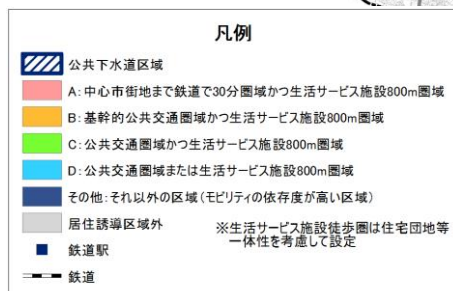 凡例
公共下水道区域
A:中心市街地まで鉄道で30分圏域かつ生活サービス施設800m圏域
B:基幹的公共交通圏域かつ生活サービス施設800m圏域
C:公共交通圏域かつ生活サービス施設800m圏域
D:公共交通圏域または生活サービス施設800m圏域
その他:それ以外の区域(モビリティの依存度が高い区域)
居住誘導区域外
※生活サービス施設徒歩圏は住宅団地等
一体性を考慮して設定
鉄道駅
鉄道